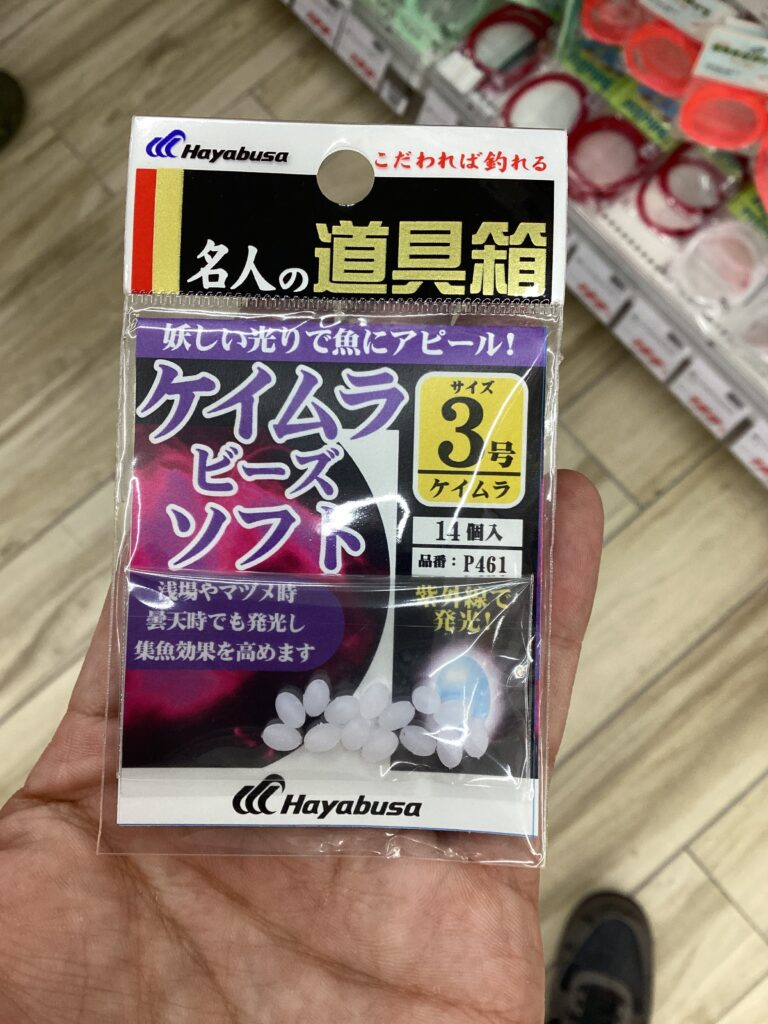 Hayabusa
こだわれば釣れる
名人の道具箱
妖しい光りで魚にアピール!
ケイムラ
ビーズ
ソフト
サイズ
3号
ケイムラ
14個入
品番:P461
浅場やマヅメ時
曇天時でも発光し
集魚効果を高めます
紫外線で
発光!
Hayabusa